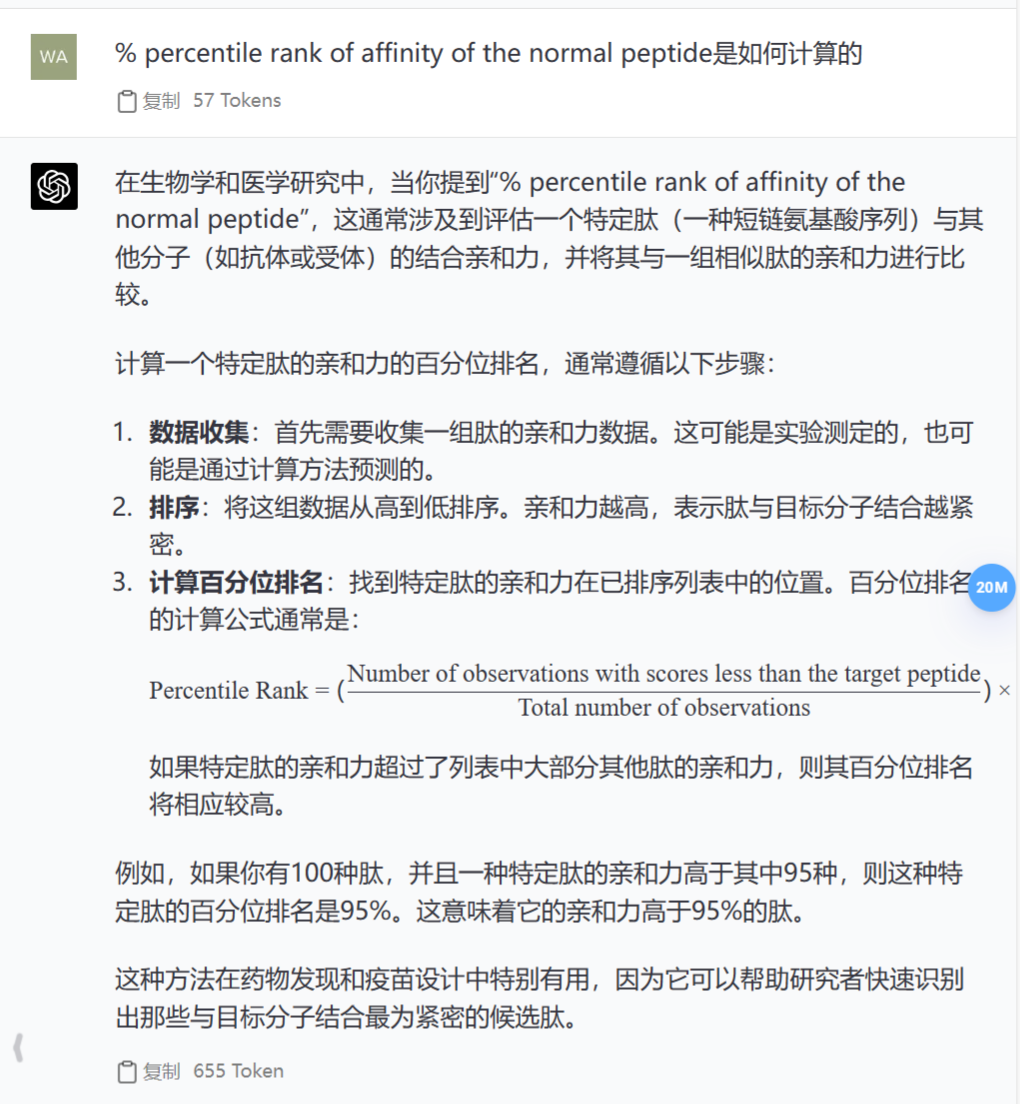 WA
% percentile rank of affinity of the normal peptide是如何计算的
复制 57 Tokens
在生物学和医学研究中，当你提到“% percentile rank of affinity of the
normal peptide”，这通常涉及到评估一个特定肽（一种短链氨基酸序列）与其
他分子（如抗体或受体）的结合亲和力，并将其与一组相似肽的亲和力进行比
较。
计算一个特定肽的亲和力的百分位排名，通常遵循以下步骤：
1. 数据收集：首先需要收集一组肽的亲和力数据。这可能是实验测定的，也可
能是通过计算方法预测的。
2. 排序：将这组数据从高到低排序。亲和力越高，表示肽与目标分子结合越紧
密。
3. 计算百分位排名：找到特定肽的亲和力在已排序列表中的位置。百分位排名
20M
的计算公式通常是：
Percentile Rank = (Number of observations with scores less than the target peptide / Total number of observations) ×
如果特定肽的亲和力超过了列表中大部分其他肽的亲和力，则其百分位排名
将相应较高。
例如，如果你有100种肽，并且一种特定肽的亲和力高于其中95种，则这种特
定肽的百分位排名是95%。这意味着它的亲和力高于95%的肽。
这种方法在药物发现和疫苗设计中特别有用，因为它可以帮助研究者快速识别
出那些与目标分子结合最为紧密的候选肽。
复制 655 Token